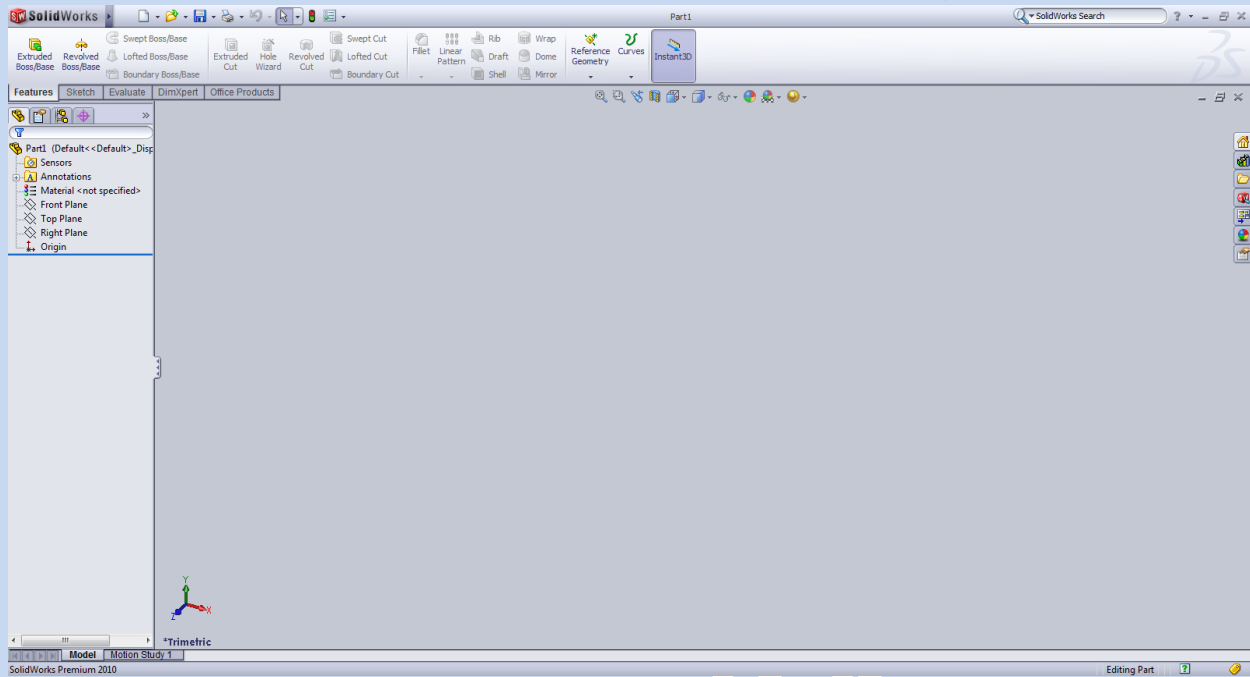 SolidWorks
Part1
SolidWorks Search
Extruded Boss/Base
Revolved Boss/Base
Swept Boss/Base
Lofted Boss/Base
Boundary Boss/Base
Extruded Cut
Hole Wizard
Revolved Cut
Swept Cut
Lofted Cut
Boundary Cut
Fillet
Linear Pattern
Rib
Draft
Shell
Wrap
Dome
Mirror
Reference Geometry
Curves
Instant3D
Features Sketch Evaluate DimXpert Office Products
Part1 (Default<<Default>_Disp
Sensors
Annotations
Material <not specified>
Front Plane
Top Plane
Right Plane
Origin
Y
X
Z
*Trimetric
Model Motion Study 1
SolidWorks Premium 2010
Editing Part